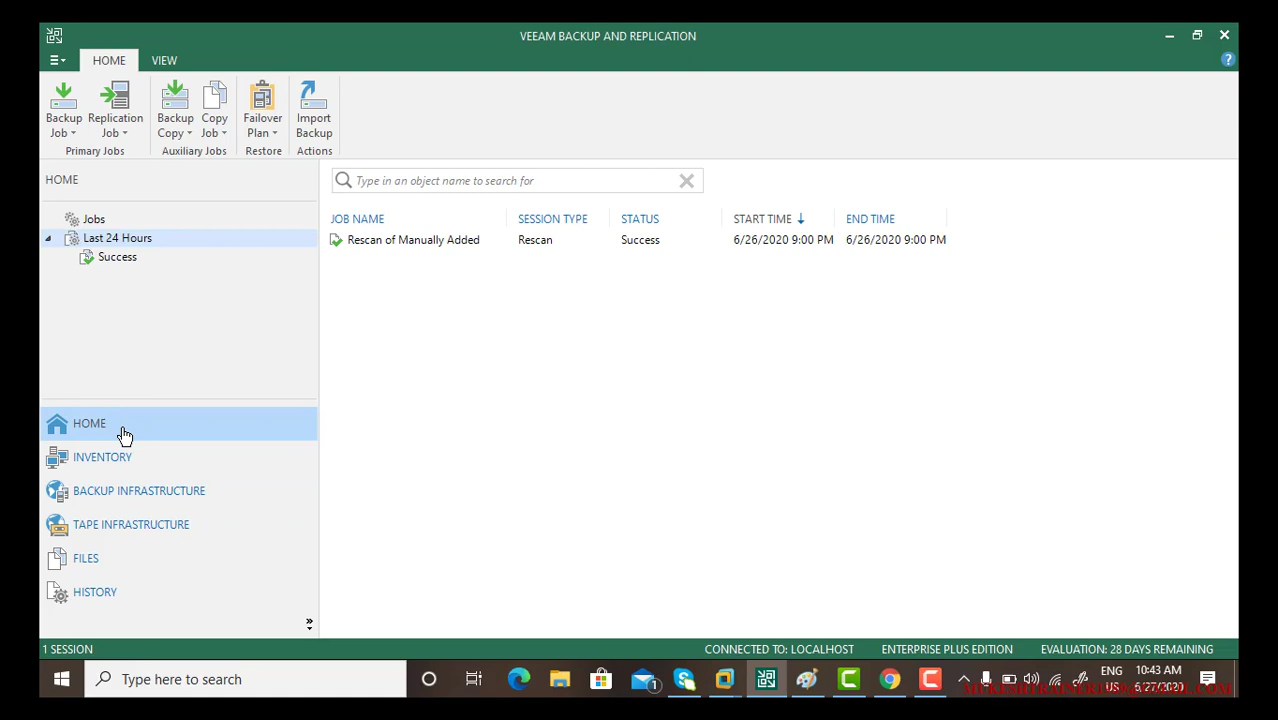 VEEAM BACKUP AND REPLICATION
HOME VIEW
Backup Job
Replication Job
Backup Copy
Copy Job
Failover Plan
Import Backup
Primary Jobs Auxiliary Jobs Restore Actions
HOME
Type in an object name to search for
Jobs
Last 24 Hours
Success
JOB NAME SESSION TYPE STATUS START TIME END TIME
Rescan of Manually Added Rescan Success 6/26/2020 9:00 PM 6/26/2020 9:00 PM
HOME
INVENTORY
BACKUP INFRASTRUCTURE
TAPE INFRASTRUCTURE
FILES
HISTORY
1 SESSION CONNECTED TO: LOCALHOST ENTERPRISE PLUS EDITION EVALUATION: 28 DAYS REMAINING
Type here to search
1
ENG
US
10:43 AM
6/27/2020